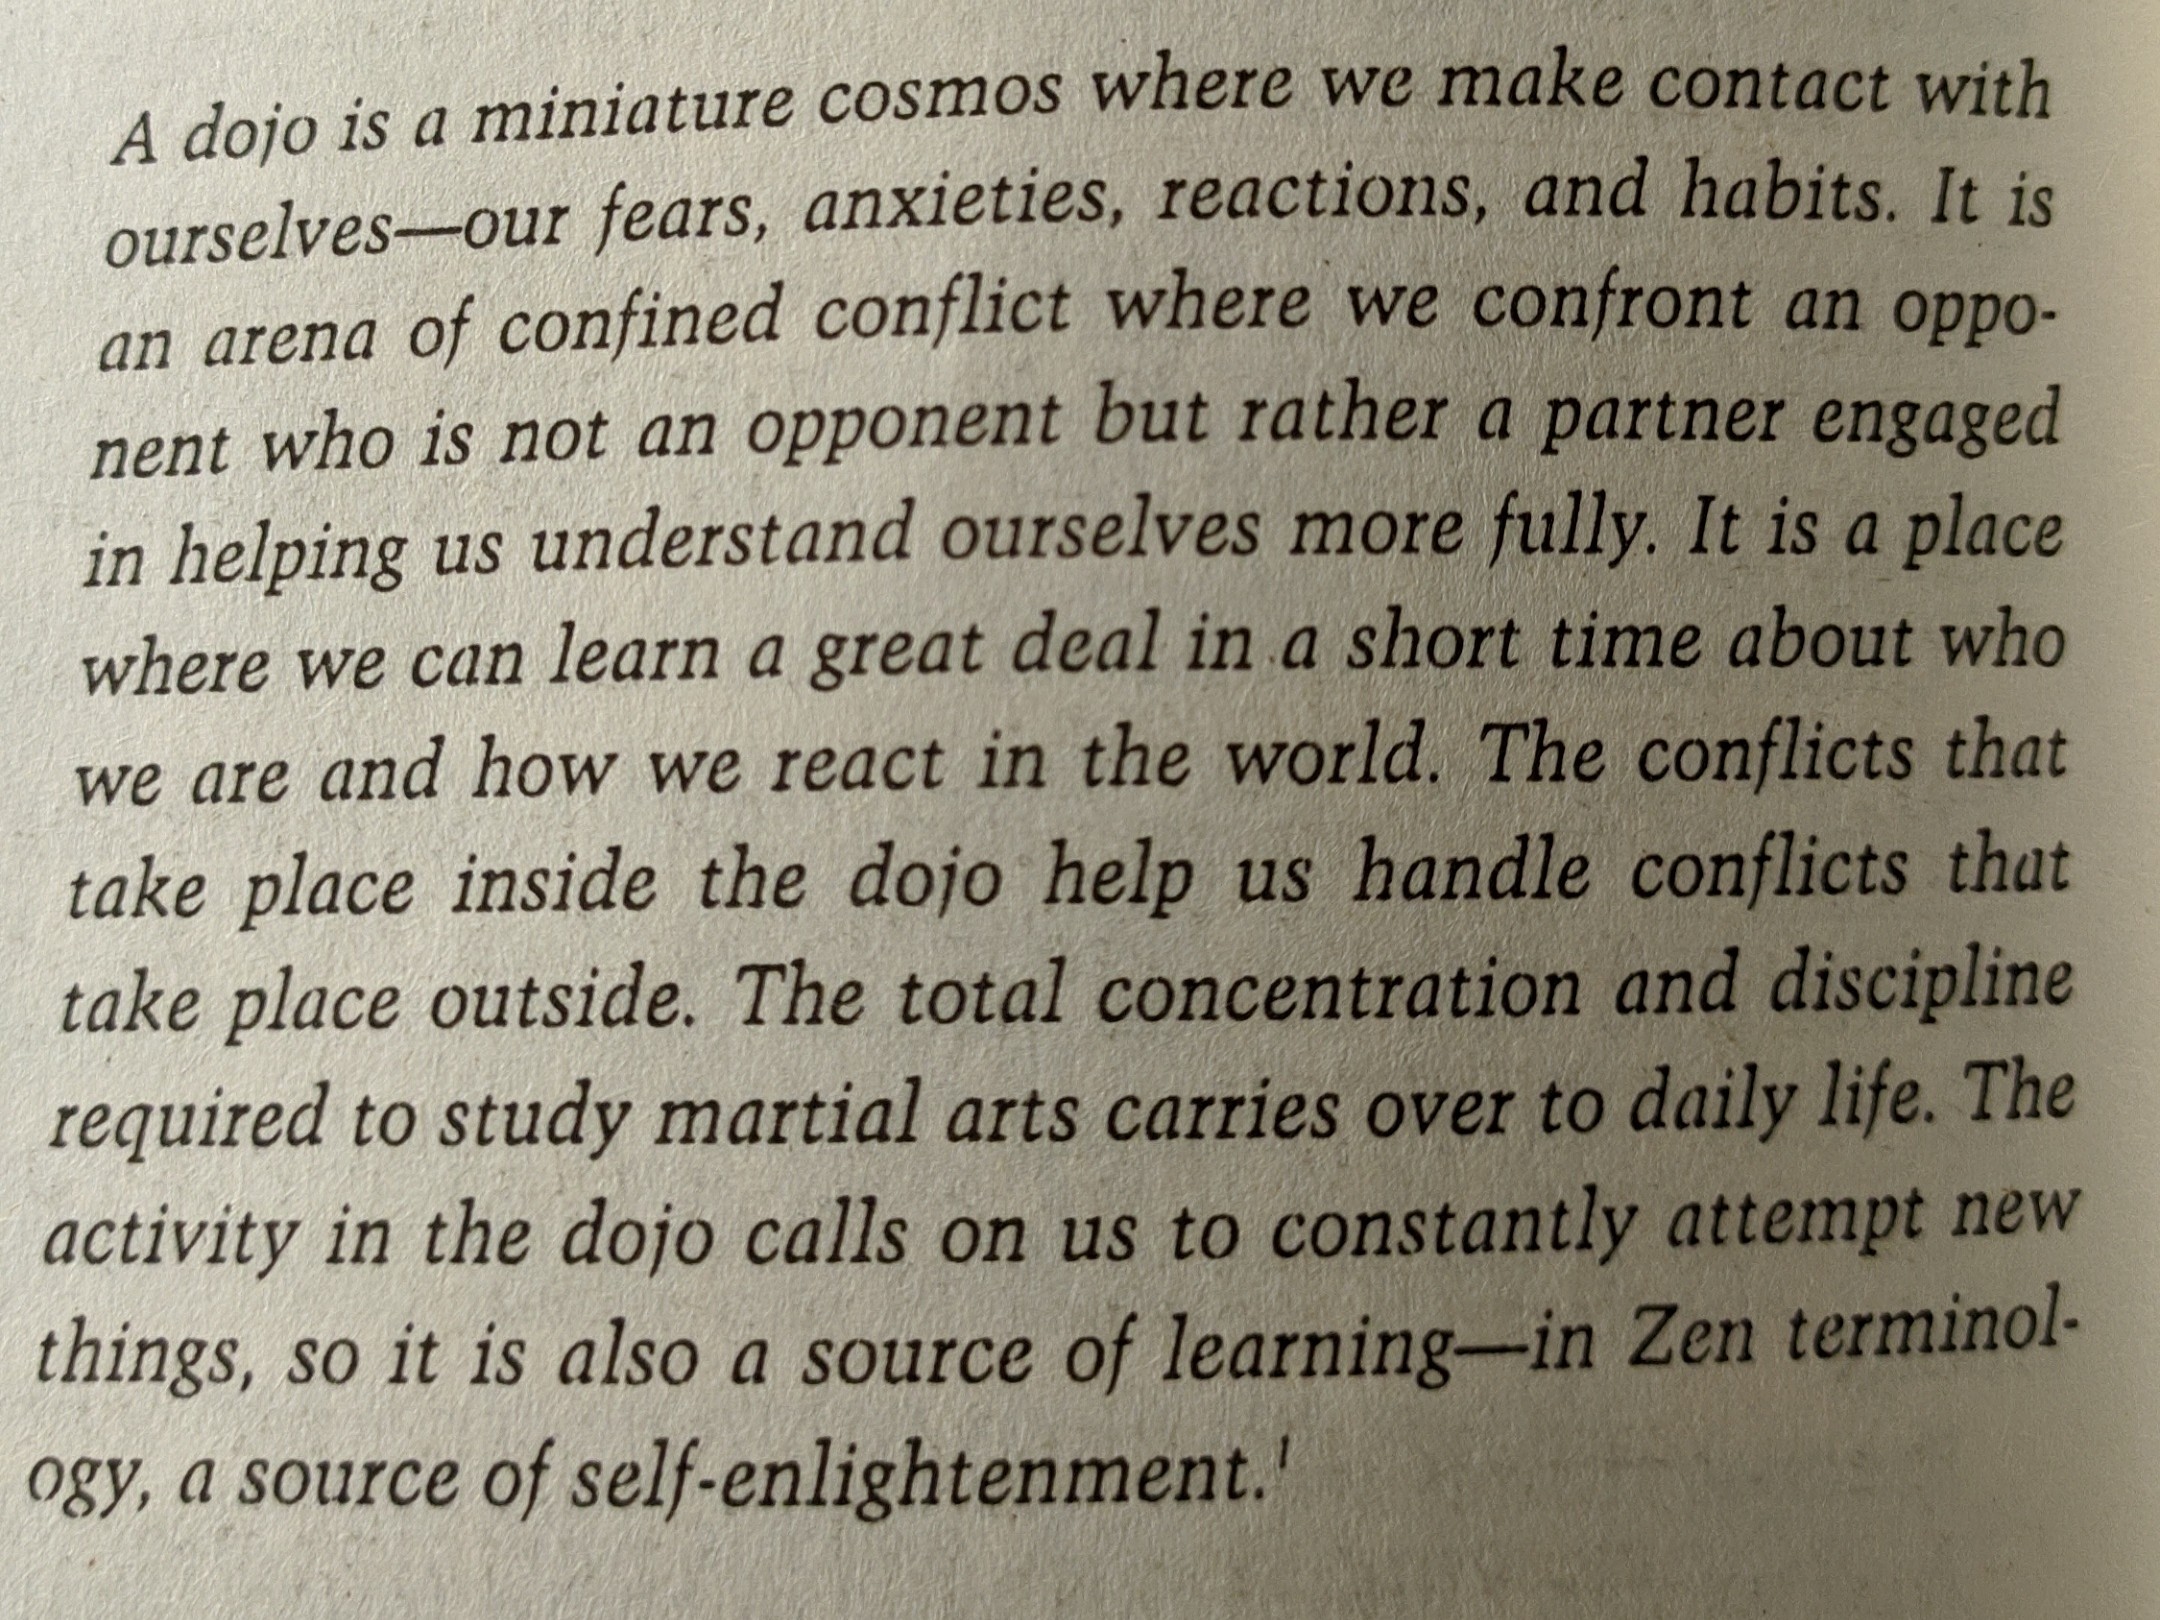 A dojo is a miniature cosmos where we make contact with
ourselves—our fears, anxieties, reactions, and habits. It is
an arena of confined conflict where we confront an oppo-
nent who is not an opponent but rather a partner engaged
in helping us understand ourselves more fully. It is a place
where we can learn a great deal in a short time about who
we are and how we react in the world. The conflicts that
take place inside the dojo help us handle conflicts that
take place outside. The total concentration and discipline
required to study martial arts carries over to daily life. The
activity in the dojo calls on us to constantly attempt new
things, so it is also a source of learning—in Zen terminol-
ogy, a source of self-enlightenment.¹